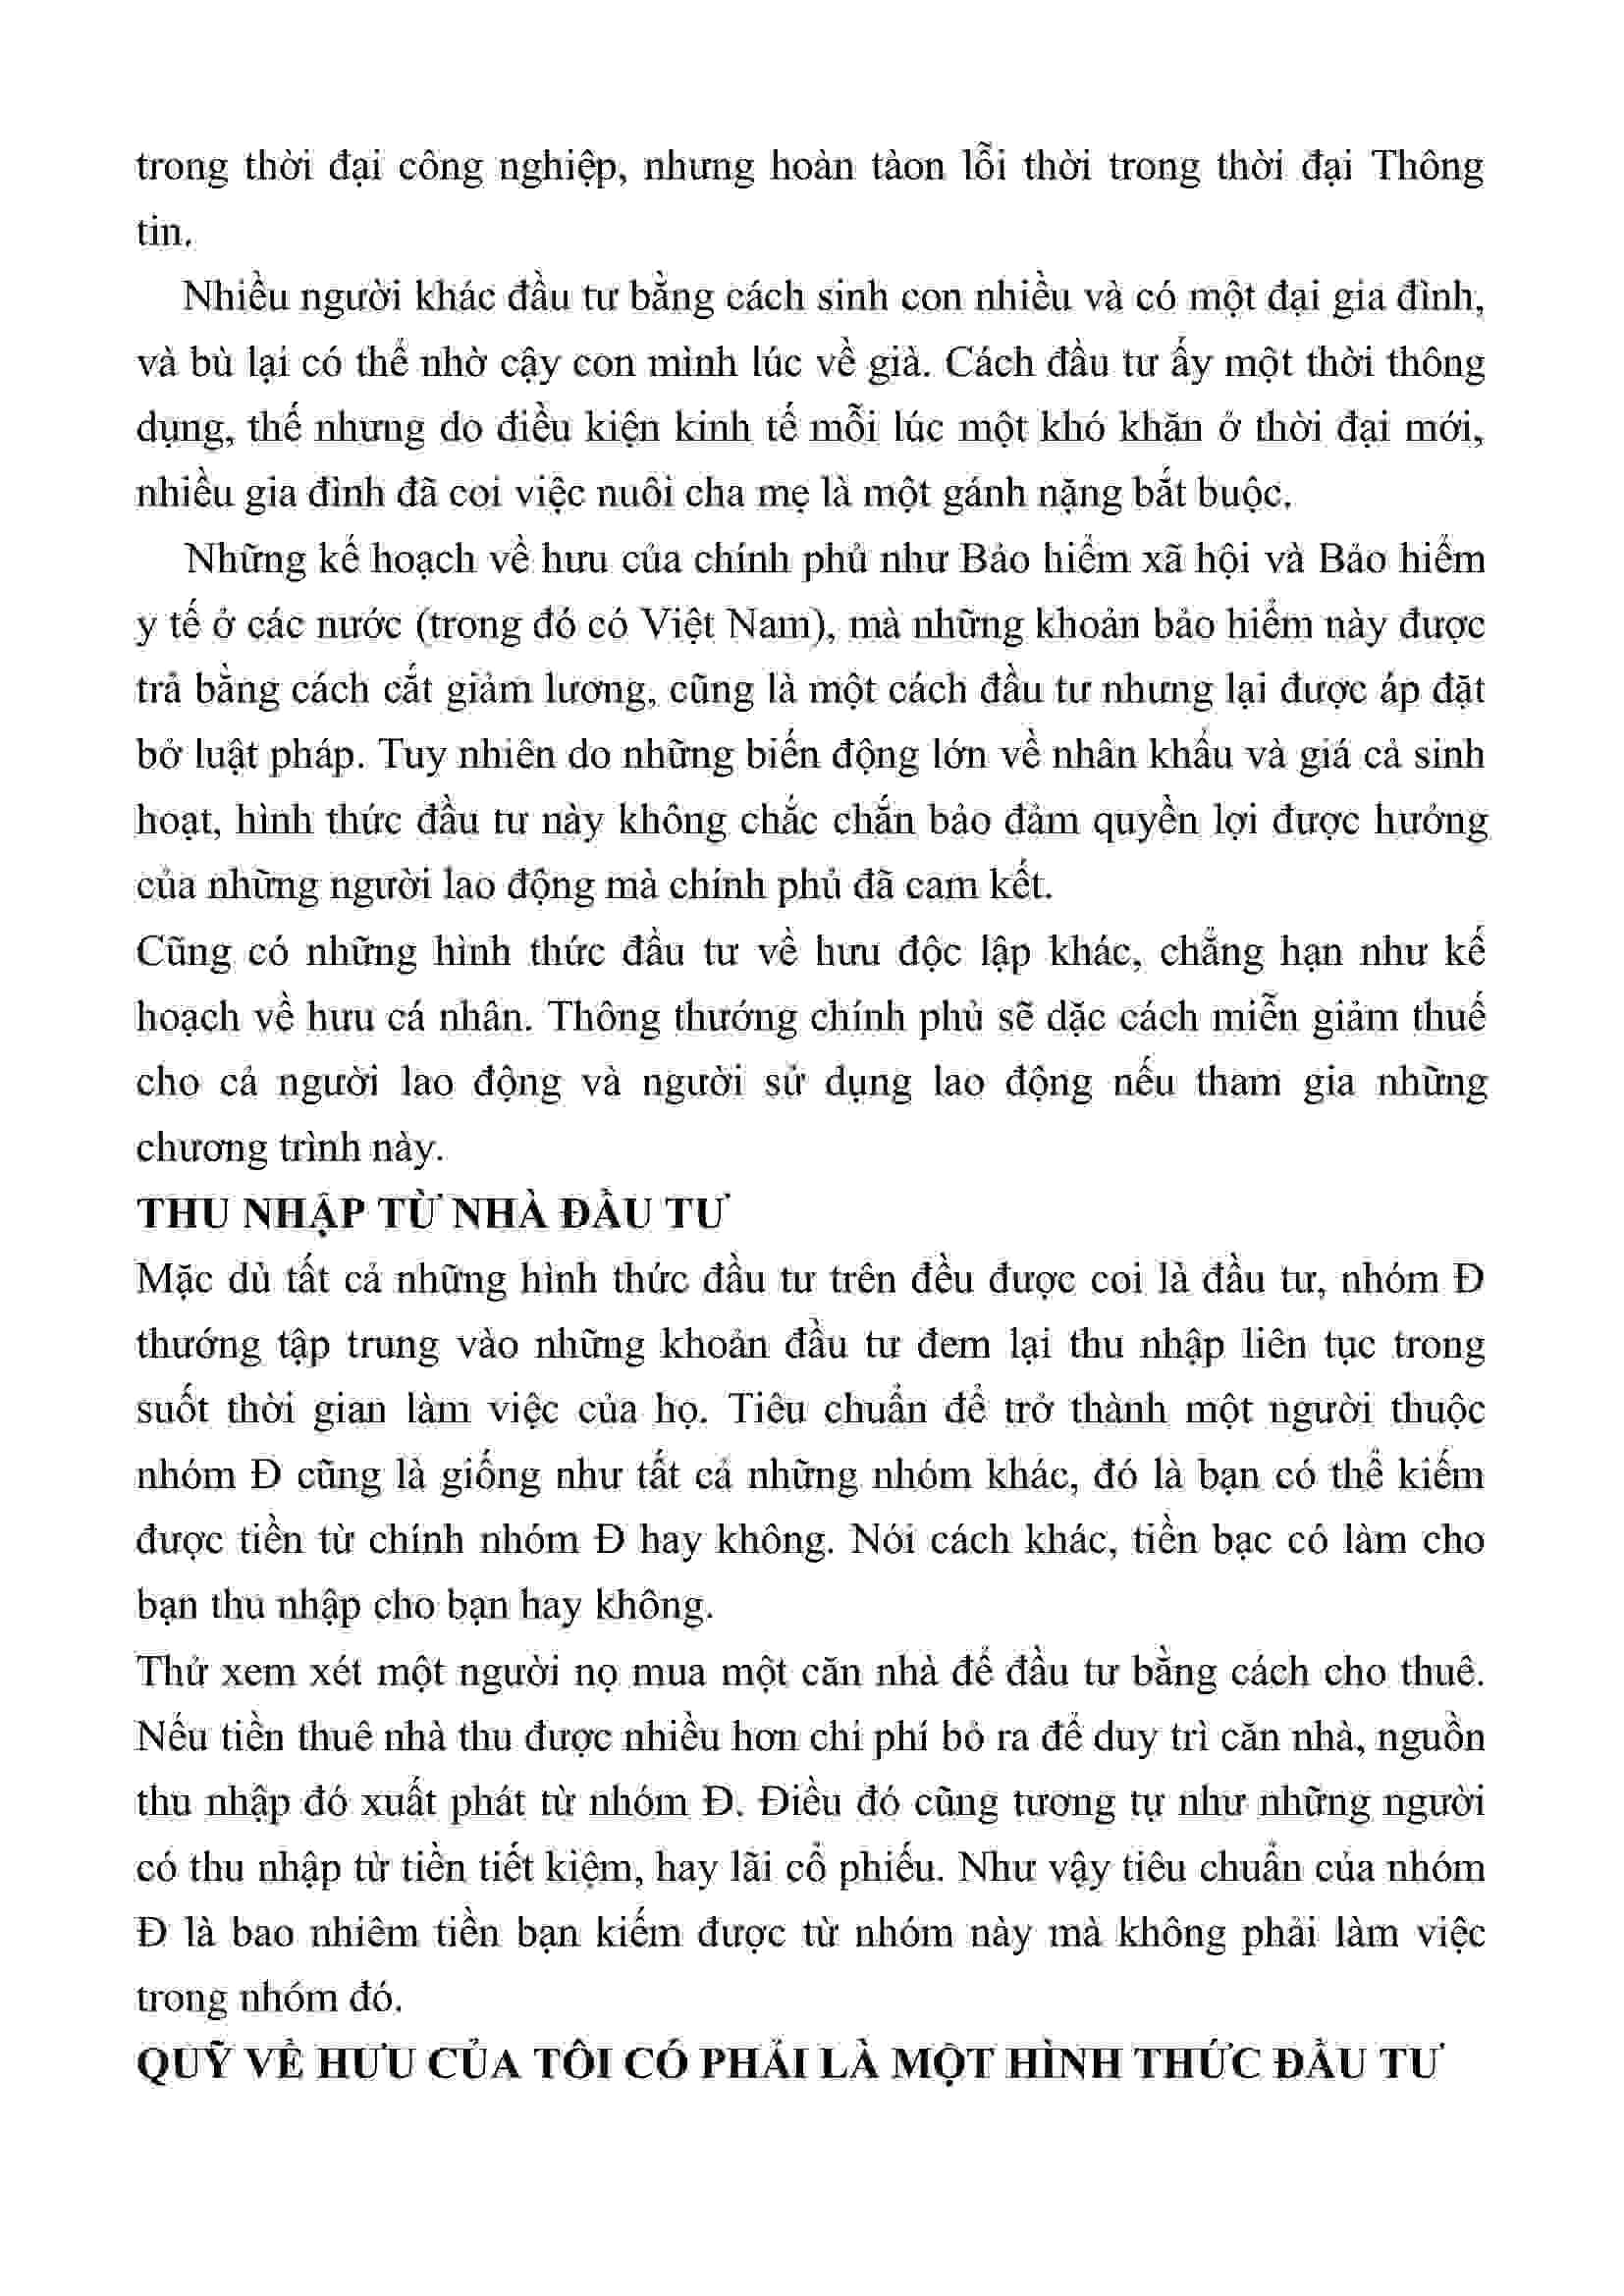 trong thời đại công nghiệp, nhưng hoàn tàon lỗi thời trong thời đại Thông
tin.
Nhiều người khác đầu tư bằng cách sinh con nhiều và có một đại gia đình,
và bù lại có thể nhờ cậy con mình lúc về già. Cách đầu tư ấy một thời thông
dụng, thế nhưng do điều kiện kinh tế mỗi lúc một khó khăn ở thời đại mới,
nhiều gia đình đã coi việc nuôi cha mẹ là một gánh nặng bắt buộc.
Những kế hoạch về hưu của chính phủ như Bảo hiểm xã hội và Bảo hiểm
y tế ở các nước (trong đó có Việt Nam), mà những khoản bảo hiểm này được
trả bằng cách cắt giảm lương, cũng là một cách đầu tư nhưng lại được áp đặt
bở luật pháp. Tuy nhiên do những biến động lớn về nhân khẩu và giá cả sinh
hoạt, hình thức đầu tư này không chắc chắn bảo đảm quyền lợi được hưởng
của những người lao động mà chính phủ đã cam kết.
Cũng có những hình thức đầu tư về hưu độc lập khác, chẳng hạn như kế
hoạch về hưu cá nhân. Thông thướng chính phủ sẽ dặc cách miễn giảm thuế
cho cả người lao động và người sử dụng lao động nếu tham gia những
chương trình này.
THU NHẬP TỪ NHÀ ĐẦU TƯ
Mặc dù tất cả những hình thức đầu tư trên đều được coi là đầu tư, nhóm Đ
thướng tập trung vào những khoản đầu tư đem lại thu nhập liên tục trong
suốt thời gian làm việc của họ. Tiêu chuẩn để trở thành một người thuộc
nhóm Đ cũng là giống như tất cả những nhóm khác, đó là bạn có thể kiếm
được tiền từ chính nhóm Đ hay không. Nói cách khác, tiền bạc có làm cho
bạn thu nhập cho bạn hay không.
Thử xem xét một người nọ mua một căn nhà để đầu tư bằng cách cho thuê.
Nếu tiền thuê nhà thu được nhiều hơn chi phí bỏ ra để duy trì căn nhà, nguồn
thu nhập đó xuất phát từ nhóm Đ. Điều đó cũng tương tự như những người
có thu nhập từ tiền tiết kiệm, hay lãi cổ phiếu. Như vậy tiêu chuẩn của nhóm
Đ là bao nhiêm tiền bạn kiếm được từ nhóm này mà không phải làm việc
trong nhóm đó.
QUỸ VỀ HƯU CỦA TÔI CÓ PHẢI LÀ MỘT HÌNH THỨC ĐẦU TƯ